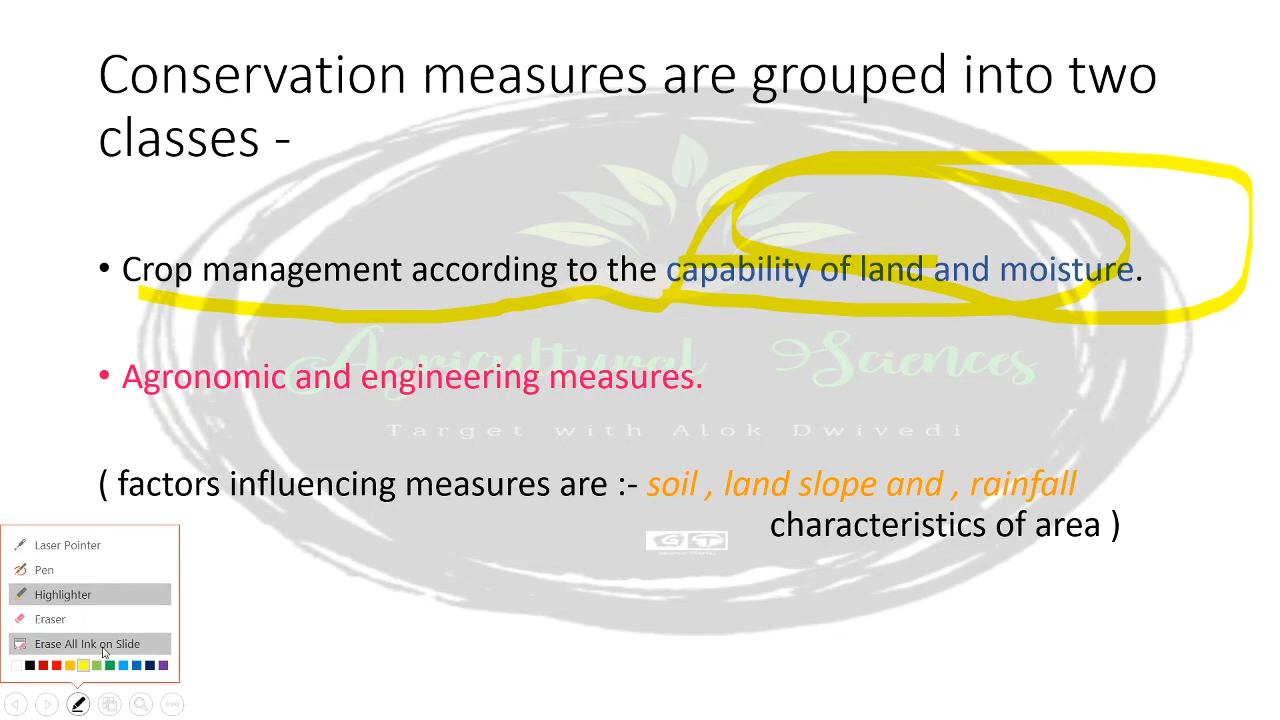 Conservation measures are grouped into two
classes -
• Crop management according to the capability of land and moisture.
Agricultural Sciences
• Agronomic and engineering measures.
Target with Alok Dwivedi
( factors influencing measures are :- soil , land slope and , rainfall
characteristics of area )
GT
Laser Pointer
Pen
Highlighter
Eraser
Erase All Ink on Slide